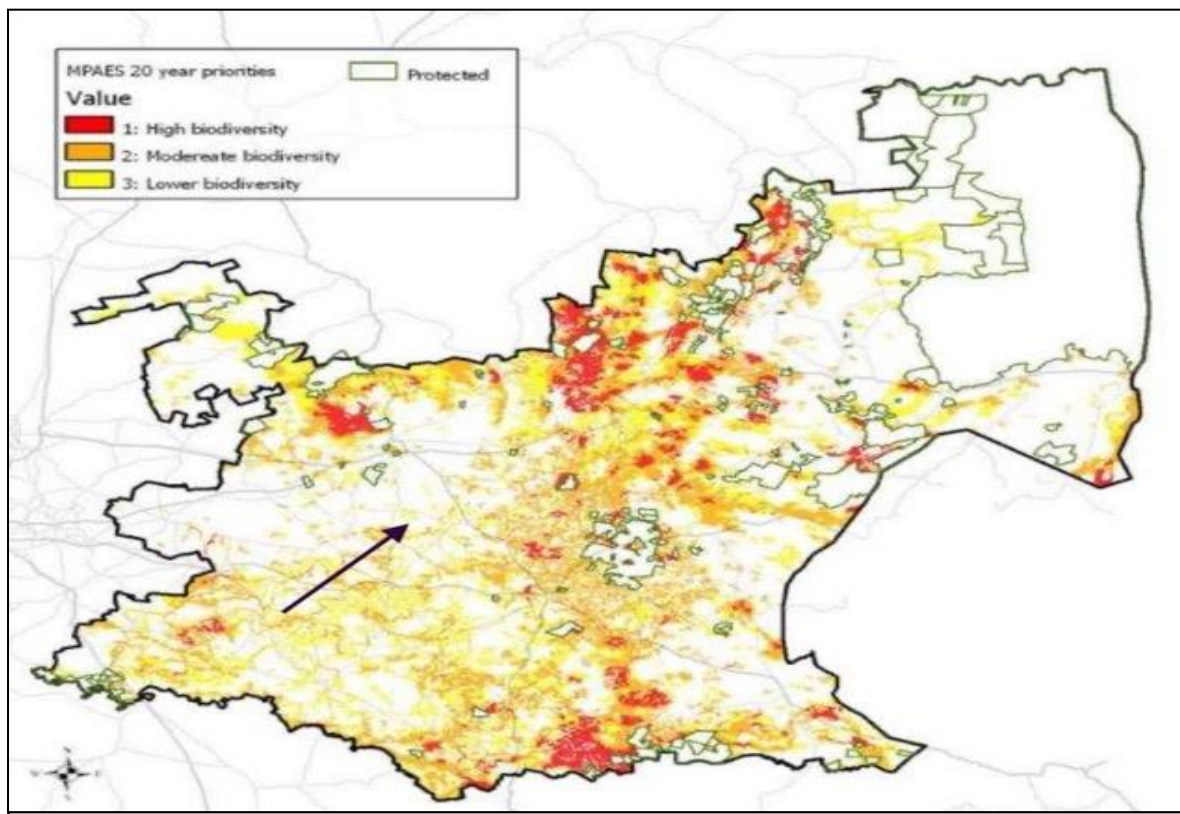 MPAES 20 year priorities
Protected
Value
1: High biodiversity
2: Modereate biodiversity
3: Lower biodiversity
W E